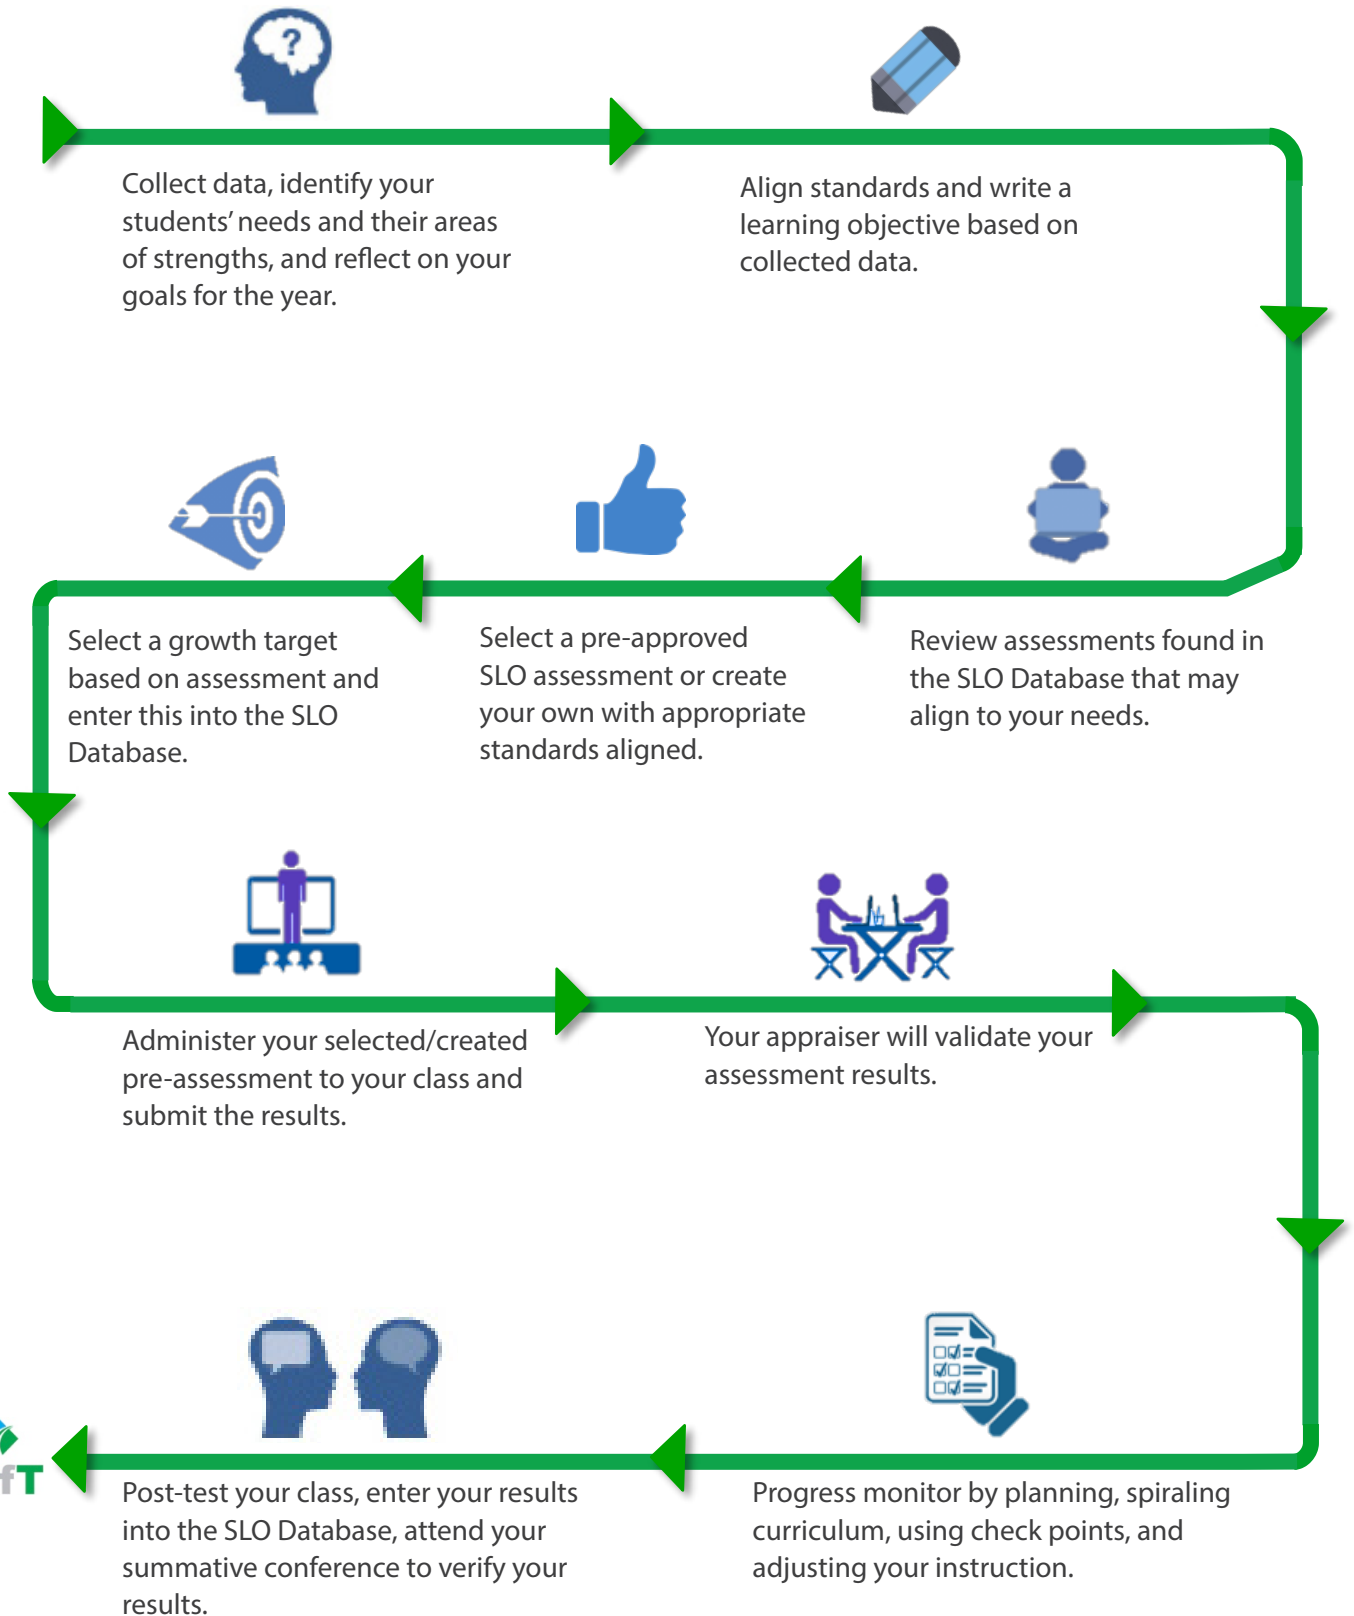 ?
Collect data, identify your
students’ needs and their areas
of strengths, and reflect on your
goals for the year.
Align standards and write a
learning objective based on
collected data.
Review assessments found in
the SLO Database that may
align to your needs.
Select a pre-approved
SLO assessment or create
your own with appropriate
standards aligned.
Select a growth target
based on assessment and
enter this into the SLO
Database.
Administer your selected/created
pre-assessment to your class and
submit the results.
Your appraiser will validate your
assessment results.
Progress monitor by planning, spiraling
curriculum, using check points, and
adjusting your instruction.
Post-test your class, enter your results
into the SLO Database, attend your
summative conference to verify your
results.
fT